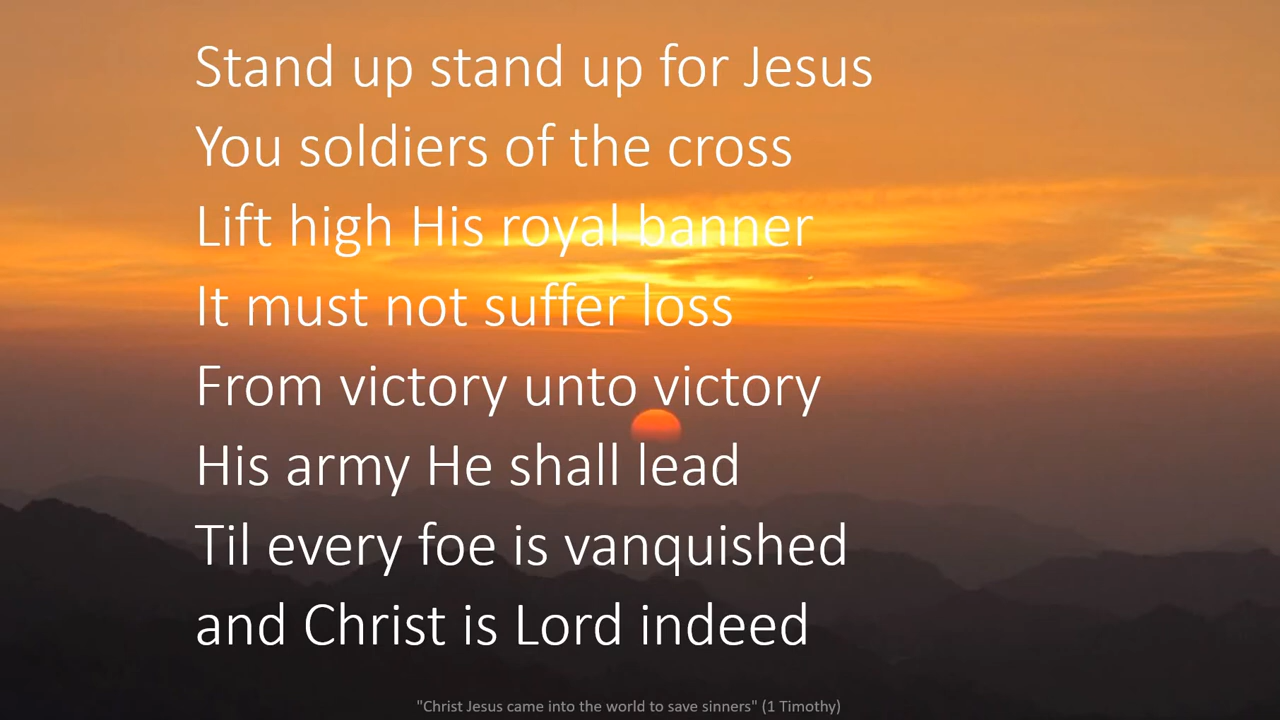 Stand up stand up for Jesus
You soldiers of the cross
Lift high His royal banner
It must not suffer loss
From victory unto victory
His army He shall lead
Til every foe is vanquished
and Christ is Lord indeed
"Christ Jesus came into the world to save sinners" (1 Timothy)